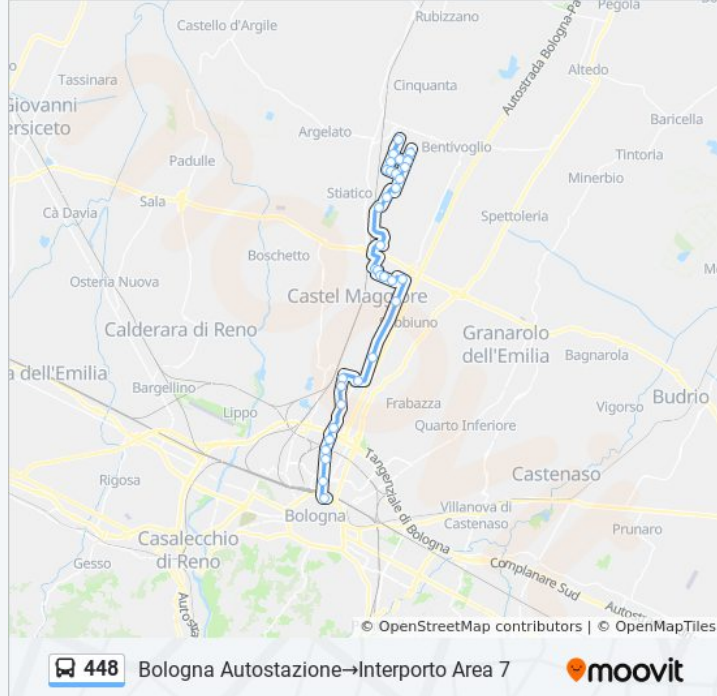 Pegola
Rubizzano
Castello d'Argile
Autostrada Bologna-Pa
Altedo
Tassinara
Cinquanta
Giovanni
ersiceto
Baricella
Argelato
Bentivoglio
Padulle
Tintoria
Minerbio
Stiatico
Sala
Cà Davia
Spettoleria
Boschetto
Osteria Nuova
Castel Maggiore
Calderara di Reno
Granarolo
dell'Emilia
Bagnarola
a dell'Emilia
Bargellino
Budrio
Lippo
Frabazza
Vigorso
Quarto Inferiore
Rigosa
Tangenziale di Bologna
Castenaso
Bologna
Villanova di
Castenaso
Casalecchio
di Reno
Prunaro
Gesso
Complanare Sud
Autost
© OpenStreetMap contributors | © OpenMapTiles
448 Bologna Autostazione→Interporto Area 7 moovit